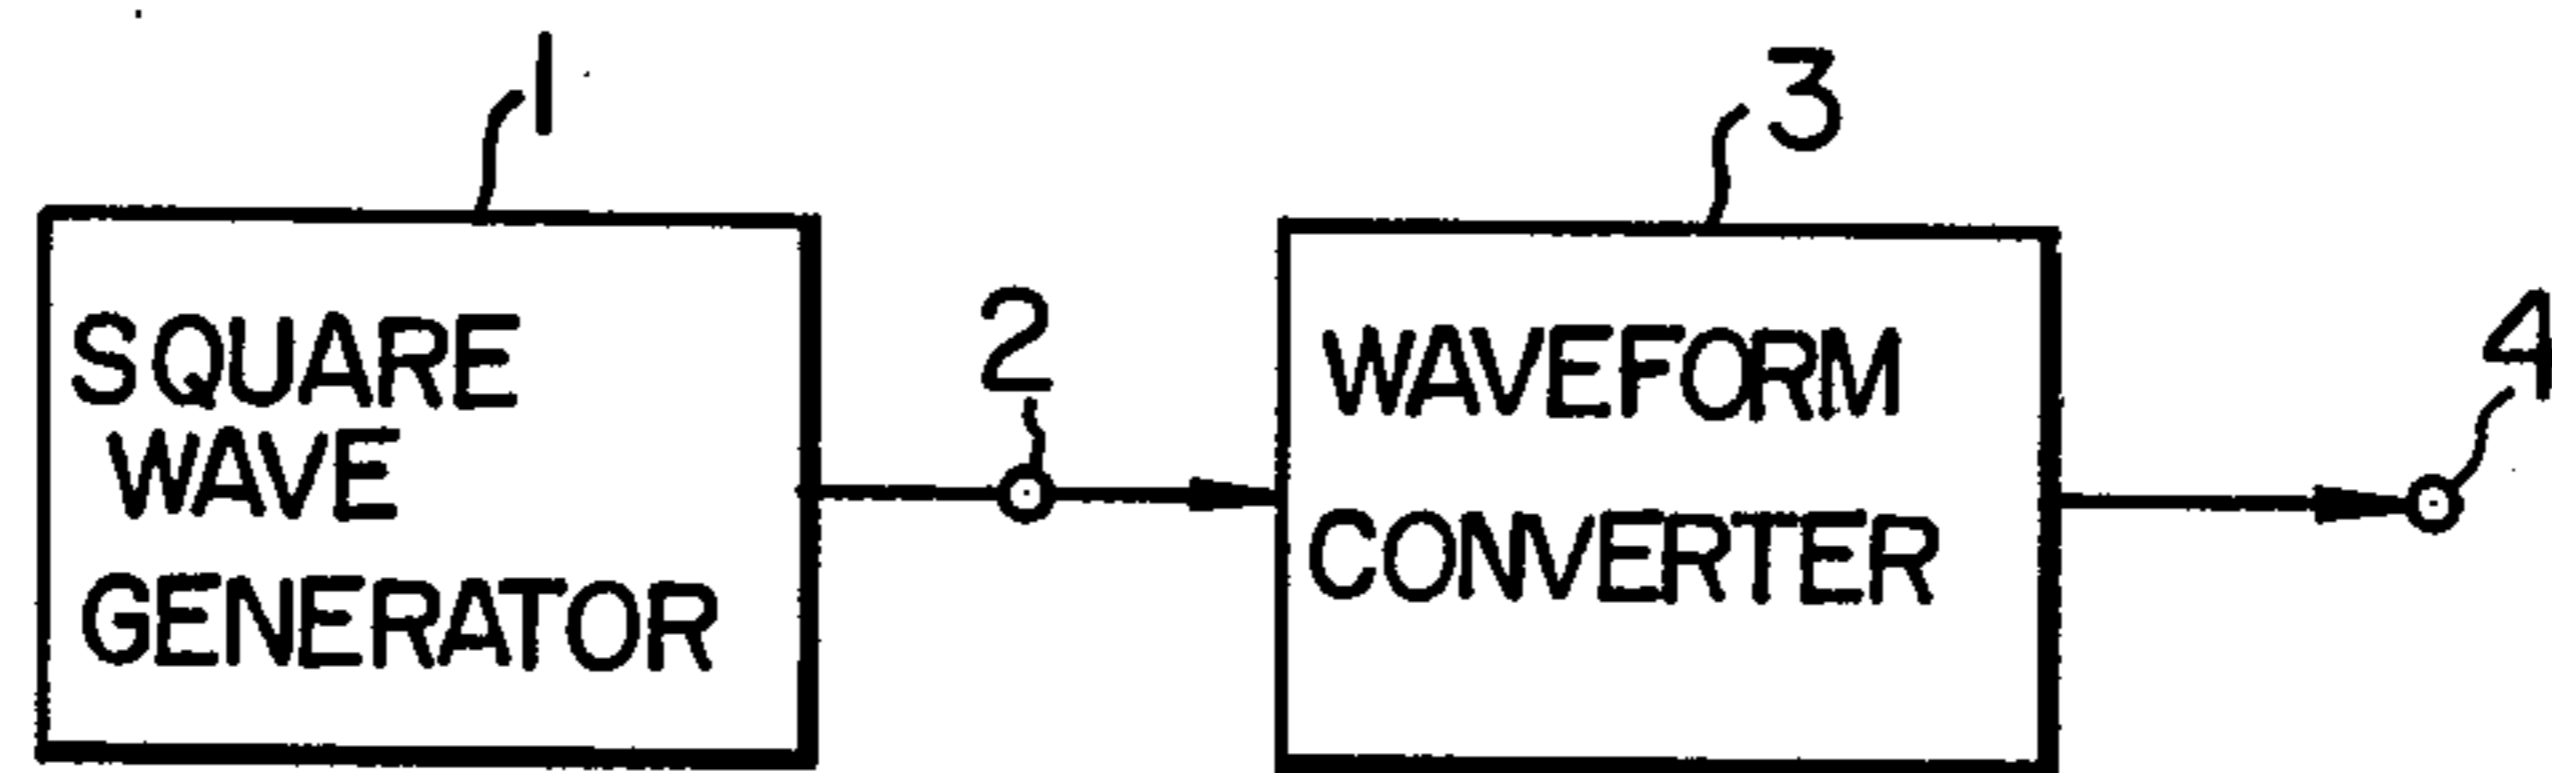 1
3
SQUARE
WAVE
GENERATOR
2
WAVEFORM
CONVERTER
4